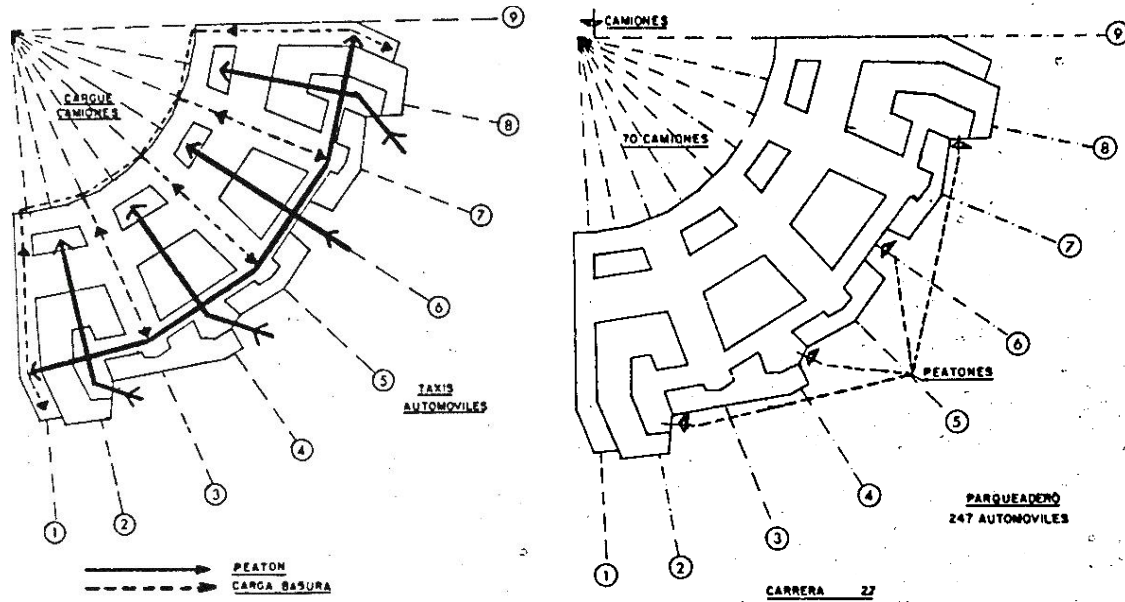 9
CARGUE
CAMIONES
8
7
6
5
TAXIS
AUTOMOVILES
4
3
2
1
PEATON
CARGA BASURA
CAMIONES
9
70 CAMIONES
8
7
6
PEATONES
5
4
PARQUEADERO
247 AUTOMOVILES
3
2
1
CARRERA 27